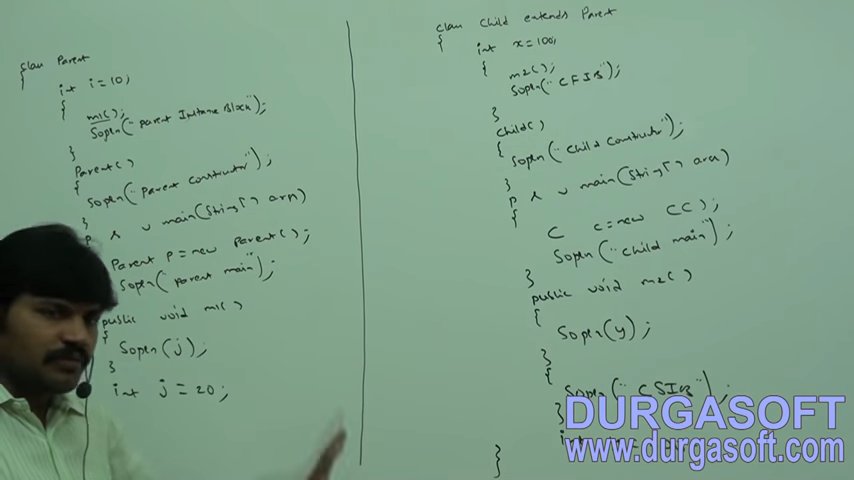 class Parent
{
int i=10;
{
m1();
Sopln("parent Instance Block");
}
Parent()
{
Sopln("parent constructor");
}
p s v main(String[] args)
Parent p=new parent();
Sopln("parent main");
public void m1()
{
Sopln(j);
}
int j = 20;
class Child extends Parent
{
int x=100;
{
m2();
Sopln("CFIB");
}
Child()
{
Sopln("Child constructor");
}
p s v main(String[] args)
{
C c=new CC);
Sopln("child main");
}
public void m2()
{
Sopln(y);
}
{
Sopln("CSIB");
}
int
}
DURGASOFT
www.durgasoft.com